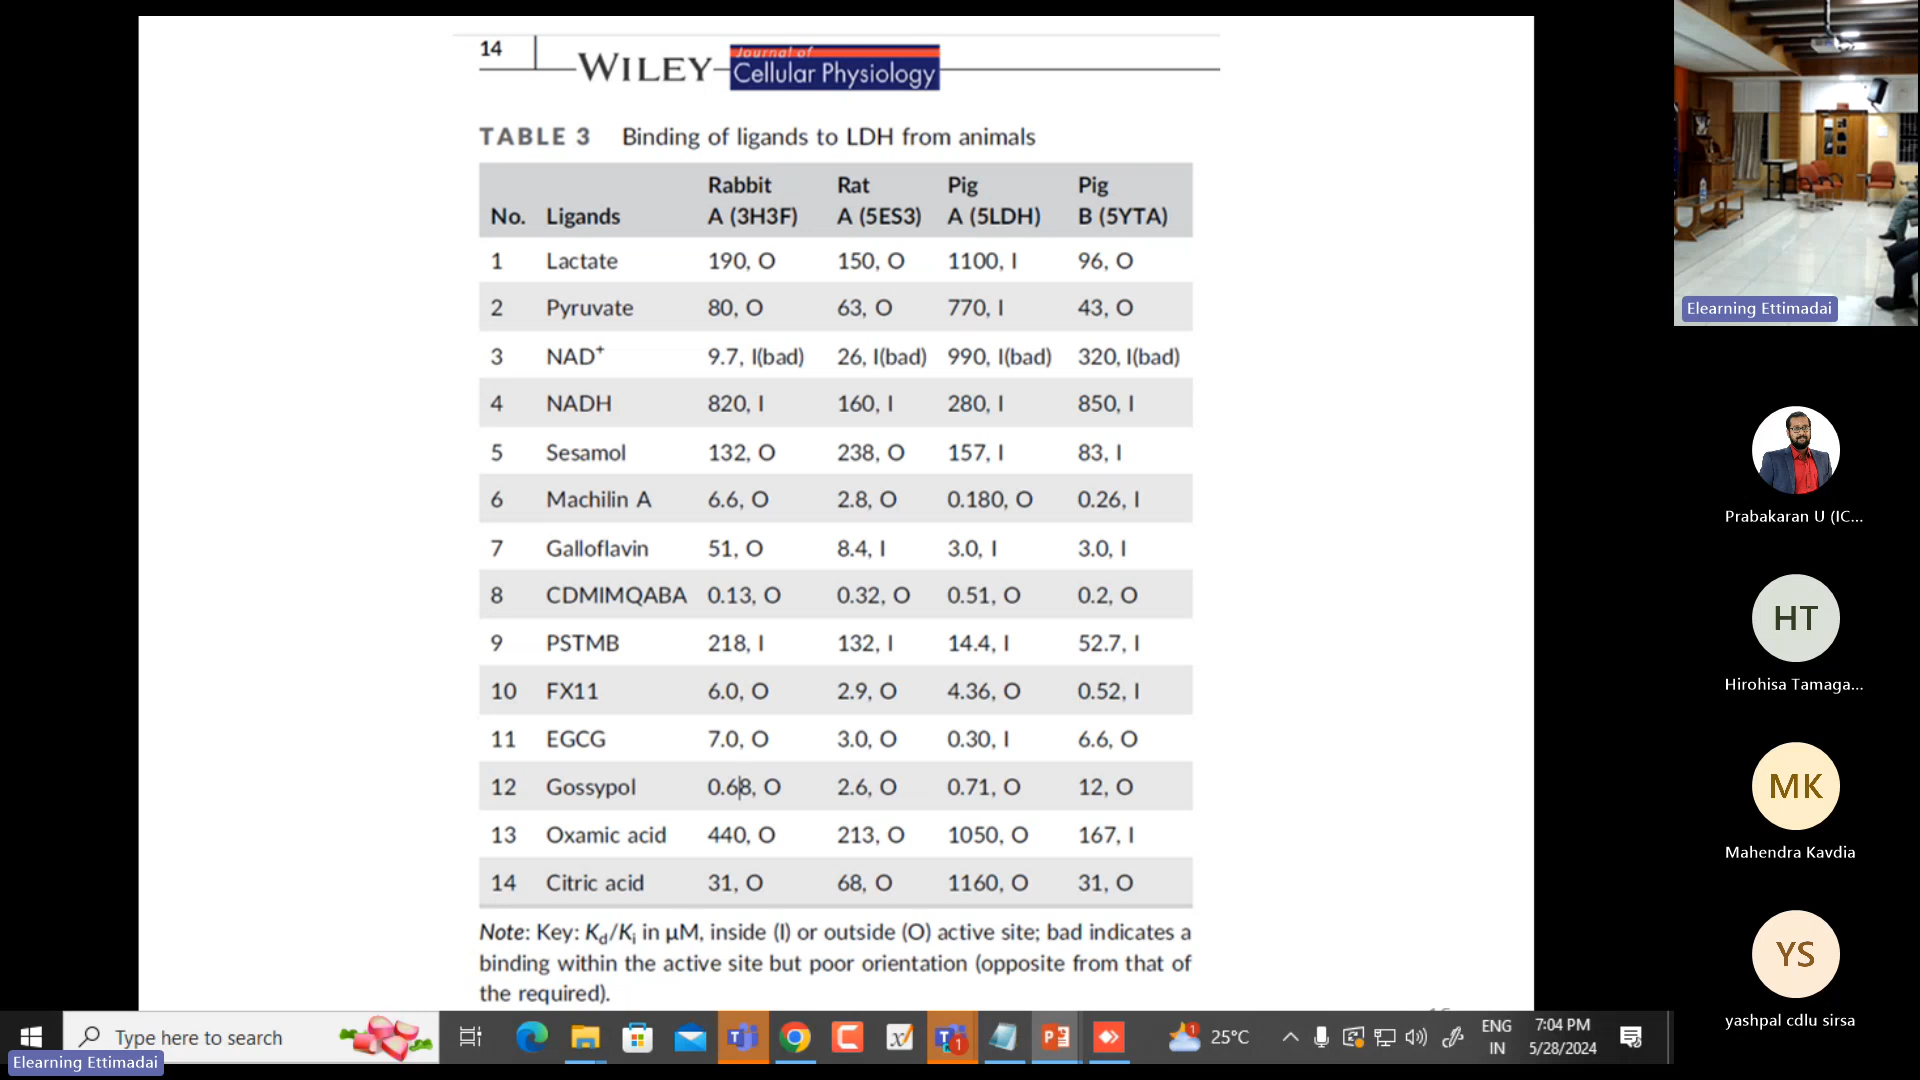 14
WILEY
Journal of
Cellular Physiology
TABLE 3 Binding of ligands to LDH from animals
Rabbit Rat Pig Pig
No. Ligands A (3H3F) A (5ES3) A (5LDH) B (5YTA)
1 Lactate 190, O 150, O 1100, I 96, O
2 Pyruvate 80, O 63, O 770, I 43, O
3 NAD⁺ 9.7, I(bad) 26, I(bad) 990, I(bad) 320, I(bad)
4 NADH 820, I 160, I 280, I 850, I
5 Sesamol 132, O 238, O 157, I 83, I
6 Machilin A 6.6, O 2.8, O 0.180, O 0.26, I
7 Galloflavin 51, O 8.4, I 3.0, I 3.0, I
8 CDMIMQABA 0.13, O 0.32, O 0.51, O 0.2, O
9 PSTMB 218, I 132, I 14.4, I 52.7, I
10 FX11 6.0, O 2.9, O 4.36, O 0.52, I
11 EGCG 7.0, O 3.0, O 0.30, I 6.6, O
12 Gossypol 0.68, O 2.6, O 0.71, O 12, O
13 Oxamic acid 440, O 213, O 1050, O 167, I
14 Citric acid 31, O 68, O 1160, O 31, O
Note: Key: Kd/Ki in μM, inside (I) or outside (O) active site; bad indicates a
binding within the active site but poor orientation (opposite from that of
the required).
Elearning Ettimadai
Prabakaran U (IC...
HT
Hirohisa Tamaga...
MK
Mahendra Kavdia
YS
yashpal cdlu sirsa
Type here to search
1
1
25°C
ENG
IN
7:04 PM
5/28/2024
Elearning Ettimadai